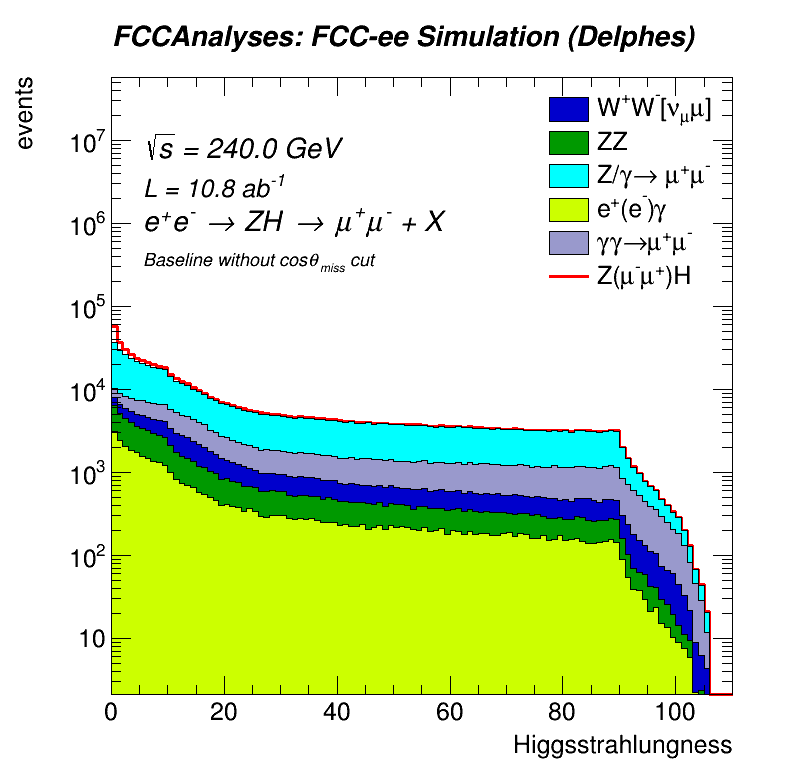 FCCAnalyses: FCC-ee Simulation (Delphes)
events
√s = 240.0 GeV
L = 10.8 ab⁻¹
e⁺e⁻ → ZH → μ⁺μ⁻ + X
Baseline without cosθ_miss cut
W⁺W⁻[ν_μμ]
ZZ
Z/γ→ μ⁺μ⁻
e⁺(e⁻)γ
γγ→μ⁺μ⁻
Z(μ⁻μ⁺)H
10⁷
10⁶
10⁵
10⁴
10³
10²
10
0 20 40 60 80 100
Higgsstrahlungness